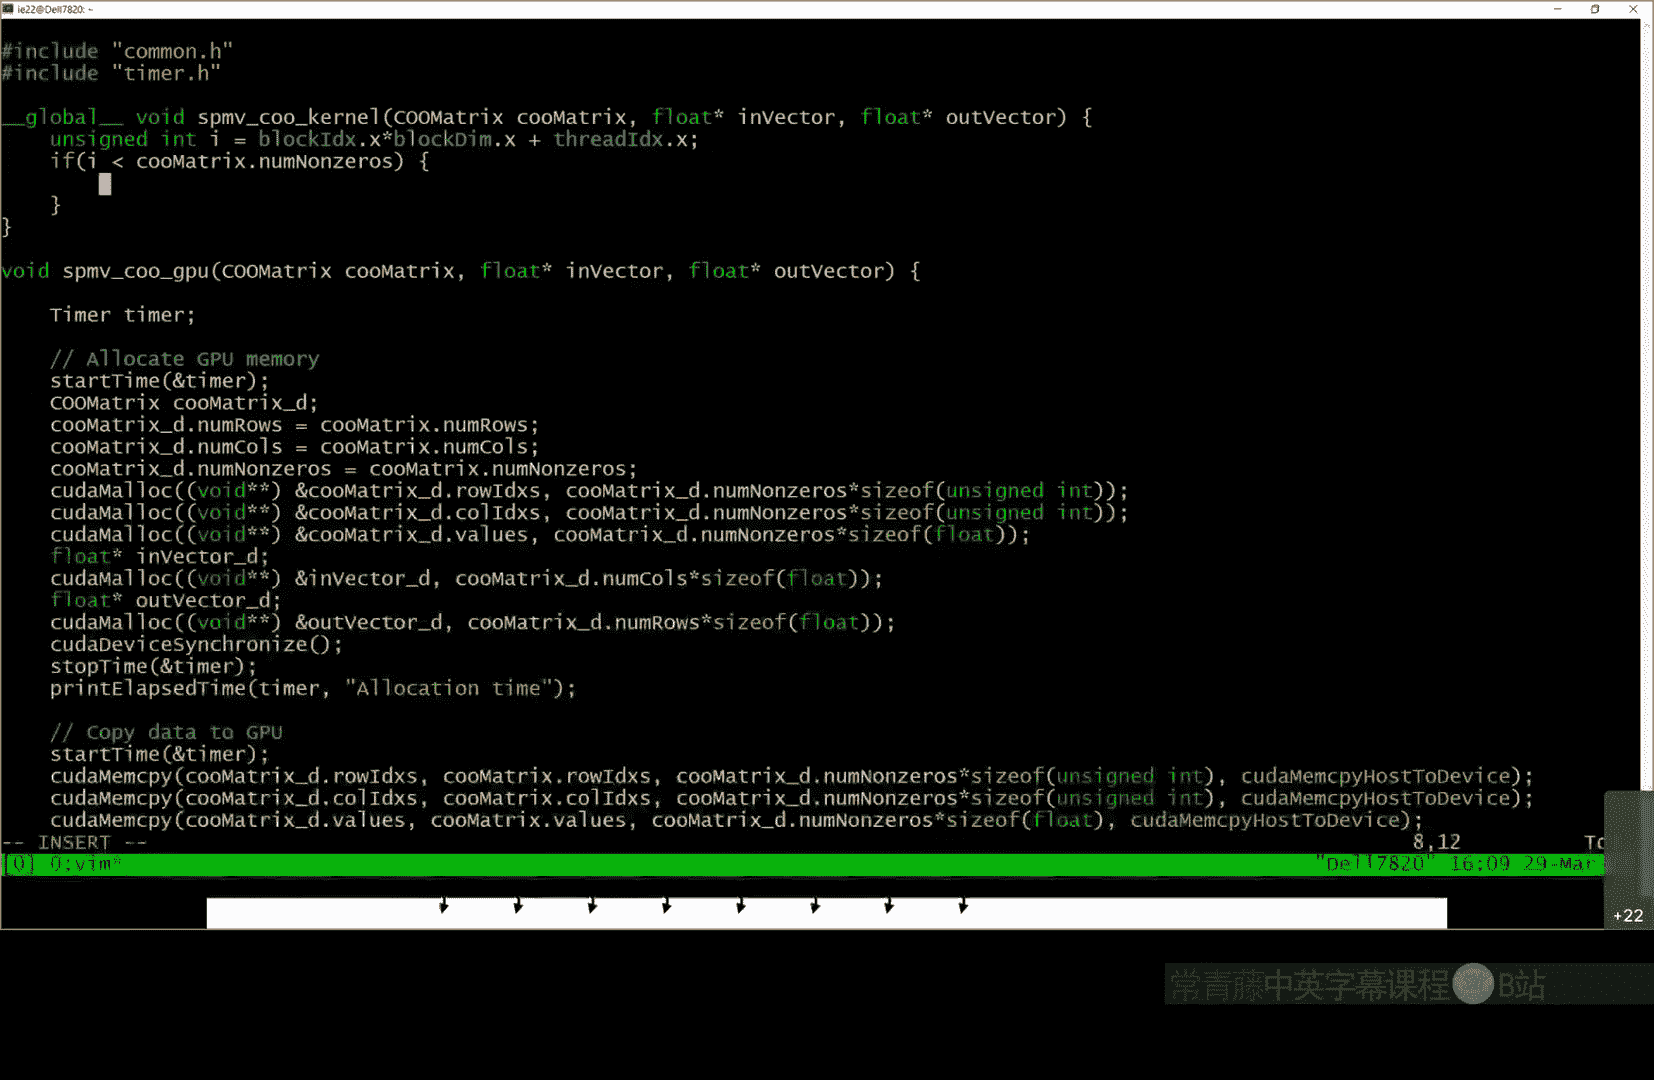 ie22@Dell7820: ~
#include "common.h"
#include "timer.h"
__global__ void spmv_coo_kernel(COOMatrix cooMatrix, float* inVector, float* outVector) {
    unsigned int i = blockIdx.x*blockDim.x + threadIdx.x;
    if(i < cooMatrix.numNonzeros) {
    }
}
void spmv_coo_gpu(COOMatrix cooMatrix, float* inVector, float* outVector) {
    Timer timer;
    // Allocate GPU memory
    startTime(&timer);
    COOMatrix cooMatrix_d;
    cooMatrix_d.numRows = cooMatrix.numRows;
    cooMatrix_d.numCols = cooMatrix.numCols;
    cooMatrix_d.numNonzeros = cooMatrix.numNonzeros;
    cudaMalloc((void**) &cooMatrix_d.rowIdxs, cooMatrix_d.numNonzeros*sizeof(unsigned int));
    cudaMalloc((void**) &cooMatrix_d.colIdxs, cooMatrix_d.numNonzeros*sizeof(unsigned int));
    cudaMalloc((void**) &cooMatrix_d.values, cooMatrix_d.numNonzeros*sizeof(float));
    float* inVector_d;
    cudaMalloc((void**) &inVector_d, cooMatrix_d.numCols*sizeof(float));
    float* outVector_d;
    cudaMalloc((void**) &outVector_d, cooMatrix_d.numRows*sizeof(float));
    cudaDeviceSynchronize();
    stopTime(&timer);
    printElapsedTime(timer, "Allocation time");
    // Copy data to GPU
    startTime(&timer);
    cudaMemcpy(cooMatrix_d.rowIdxs, cooMatrix.rowIdxs, cooMatrix_d.numNonzeros*sizeof(unsigned int), cudaMemcpyHostToDevice);
    cudaMemcpy(cooMatrix_d.colIdxs, cooMatrix.colIdxs, cooMatrix_d.numNonzeros*sizeof(unsigned int), cudaMemcpyHostToDevice);
    cudaMemcpy(cooMatrix_d.values, cooMatrix.values, cooMatrix_d.numNonzeros*sizeof(float), cudaMemcpyHostToDevice);
-- INSERT -- 8,12 To
[0] 0:vim* "Dell7820" 16:09 29-Mar
+22
常青藤中英字幕课程 B站